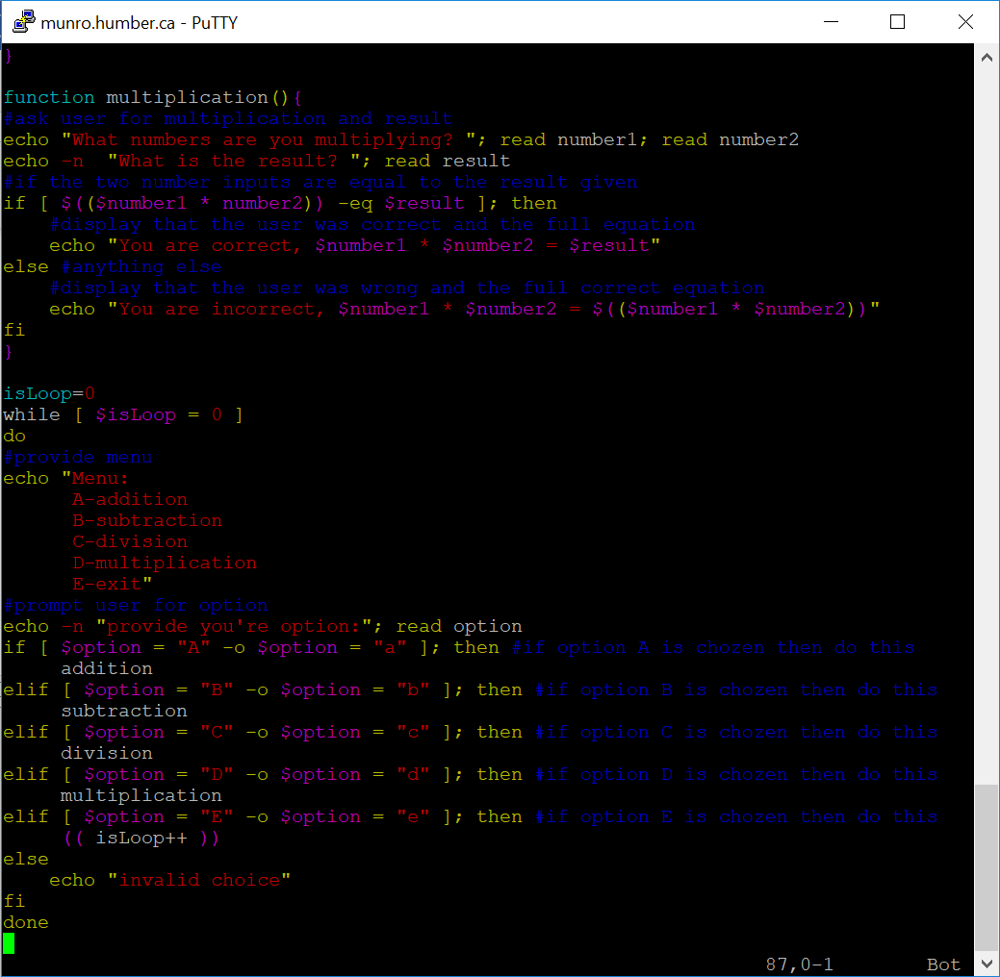 munro.humber.ca - PuTTY
}

function multiplication(){
#ask user for multiplication and result
echo "What numbers are you multiplying? "; read number1; read number2
echo -n  "What is the result? "; read result
#if the two number inputs are equal to the result given
if [ $(($number1 * number2)) -eq $result ]; then
    #display that the user was correct and the full equation
    echo "You are correct, $number1 * $number2 = $result"
else #anything else
    #display that the user was wrong and the full correct equation
    echo "You are incorrect, $number1 * $number2 = $(($number1 * $number2))"
fi
}

isLoop=0
while [ $isLoop = 0 ]
do
#provide menu
echo "Menu:
      A-addition
      B-subtraction
      C-division
      D-multiplication
      E-exit"
#prompt user for option
echo -n "provide you're option:"; read option
if [ $option = "A" -o $option = "a" ]; then #if option A is chozen then do this
     addition
elif [ $option = "B" -o $option = "b" ]; then #if option B is chozen then do this
     subtraction
elif [ $option = "C" -o $option = "c" ]; then #if option C is chozen then do this
     division
elif [ $option = "D" -o $option = "d" ]; then #if option D is chozen then do this
     multiplication
elif [ $option = "E" -o $option = "e" ]; then #if option E is chozen then do this
     (( isLoop++ ))
else
    echo "invalid choice"
fi
done
87,0-1 Bot